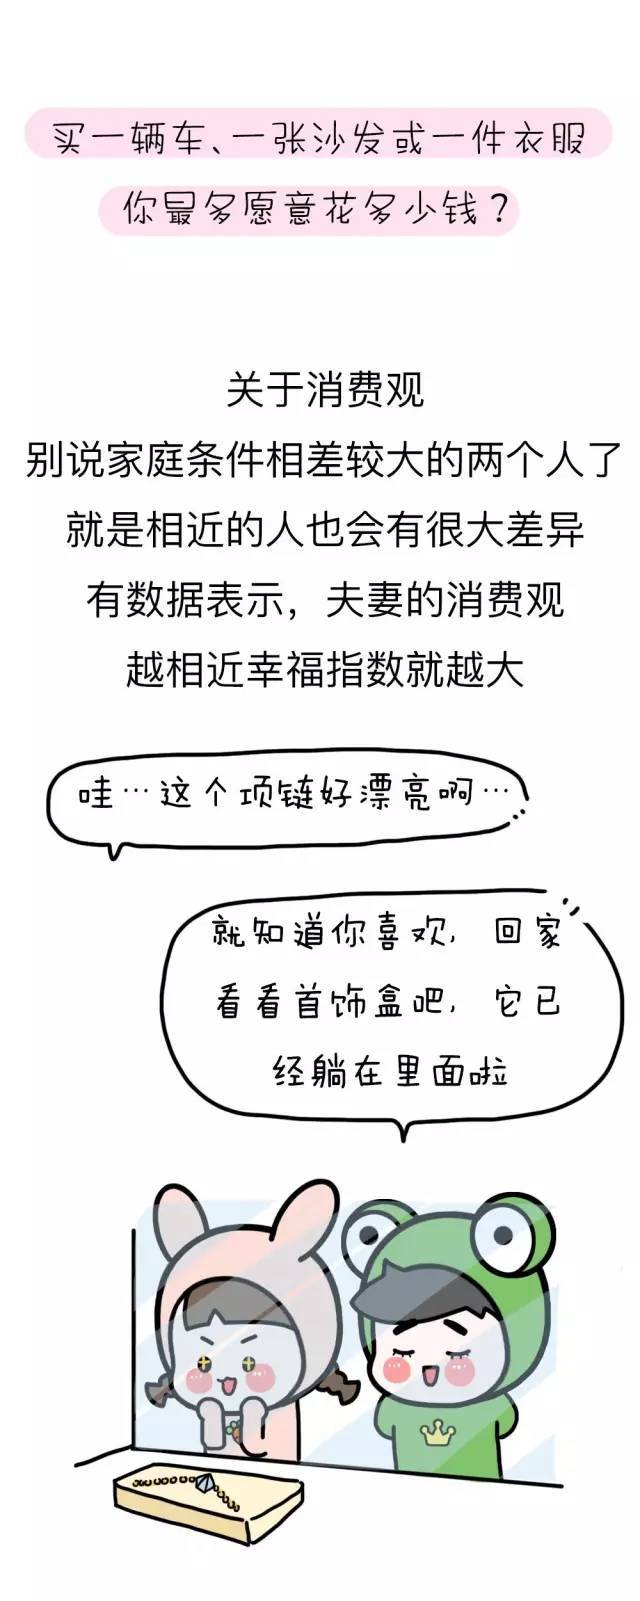 买一辆车、一张沙发或一件衣服
你最多愿意花多少钱？
关于消费观
别说家庭条件相差较大的两个人了
就是相近的人也会有很大差异
有数据表示，夫妻的消费观
越相近幸福指数就越大
哇…这个项链好漂亮啊…
就知道你喜欢，回家
看看首饰盒吧，它已
经躺在里面啦